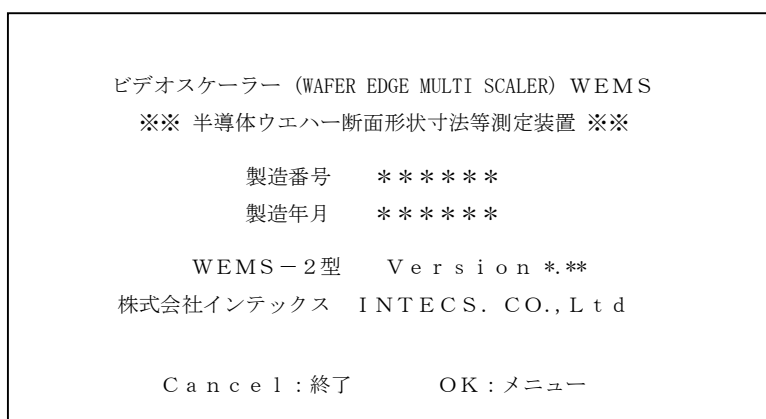 ビデオスケーラー (WAFER EDGE MULTI SCALER) ＷＥＭＳ
※※ 半導体ウエハー断面形状寸法等測定装置 ※※
製造番号　　＊＊＊＊＊＊
製造年月　　＊＊＊＊＊＊
ＷＥＭＳ－２型　　Ｖｅｒｓｉｏｎ *.**
株式会社インテックス　ＩＮＴＥＣＳ．ＣＯ.,Ｌｔｄ
Ｃａｎｃｅｌ：終了　　　　ＯＫ：メニュー